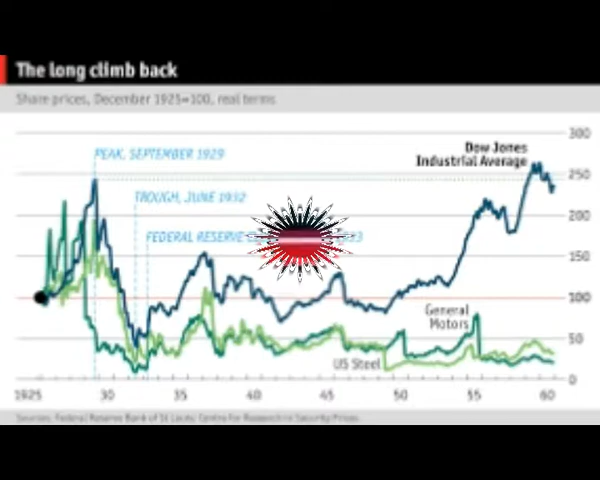 The long climb back
Share prices, December 1925=100, real terms
300
Dow Jones
Industrial Average
PEAK, SEPTEMBER 1929
250
TROUGH, JUNE 1932
200
FEDERAL RESERVE
150
100
General
Motors
50
US Steel
0
1925 30 35 40 45 50 55 60
Sources: Federal Reserve Bank of St Louis; Centre for Research in Security Prices